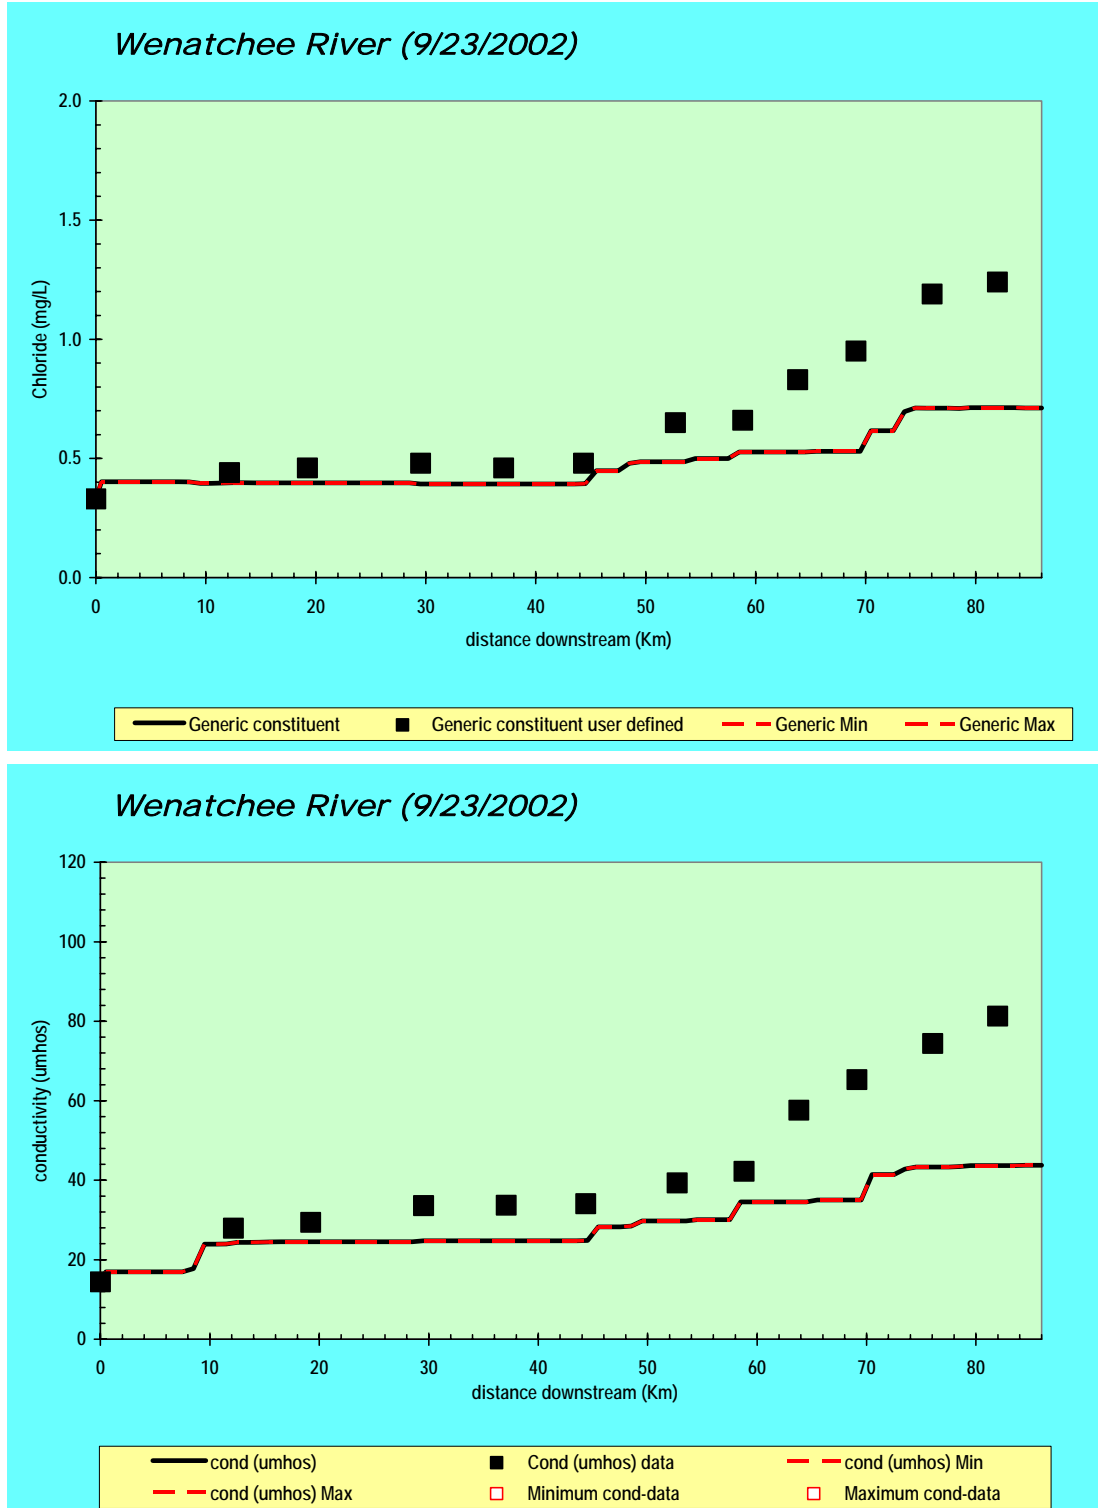 Wenatchee River (9/23/2002)
2.0
1.5
1.0
0.5
0.0
Chloride (mg/L)
0 10 20 30 40 50 60 70 80
distance downstream (Km)
Generic constituent Generic constituent user defined Generic Min Generic Max
Wenatchee River (9/23/2002)
120
100
80
60
40
20
0
conductivity (umhos)
0 10 20 30 40 50 60 70 80
distance downstream (Km)
cond (umhos) Cond (umhos) data cond (umhos) Min
cond (umhos) Max Minimum cond-data Maximum cond-data